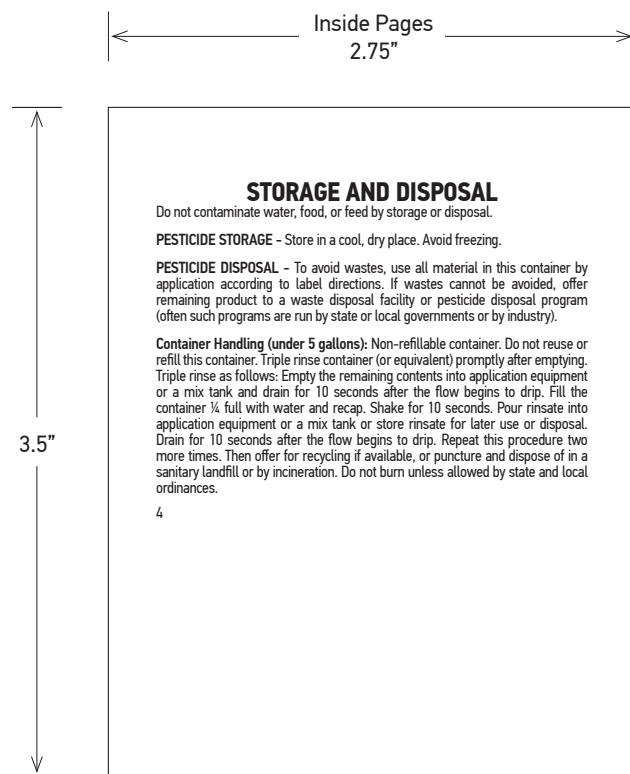 Inside Pages
2.75”
3.5”
STORAGE AND DISPOSAL
Do not contaminate water, food, or feed by storage or disposal.
PESTICIDE STORAGE - Store in a cool, dry place. Avoid freezing.
PESTICIDE DISPOSAL - To avoid wastes, use all material in this container by
application according to label directions. If wastes cannot be avoided, offer
remaining product to a waste disposal facility or pesticide disposal program
(often such programs are run by state or local governments or by industry).
Container Handling (under 5 gallons): Non-refillable container. Do not reuse or
refill this container. Triple rinse container (or equivalent) promptly after emptying.
Triple rinse as follows: Empty the remaining contents into application equipment
or a mix tank and drain for 10 seconds after the flow begins to drip. Fill the
container ¼ full with water and recap. Shake for 10 seconds. Pour rinsate into
application equipment or a mix tank or store rinsate for later use or disposal.
Drain for 10 seconds after the flow begins to drip. Repeat this procedure two
more times. Then offer for recycling if available, or puncture and dispose of in a
sanitary landfill or by incineration. Do not burn unless allowed by state and local
ordinances.
4